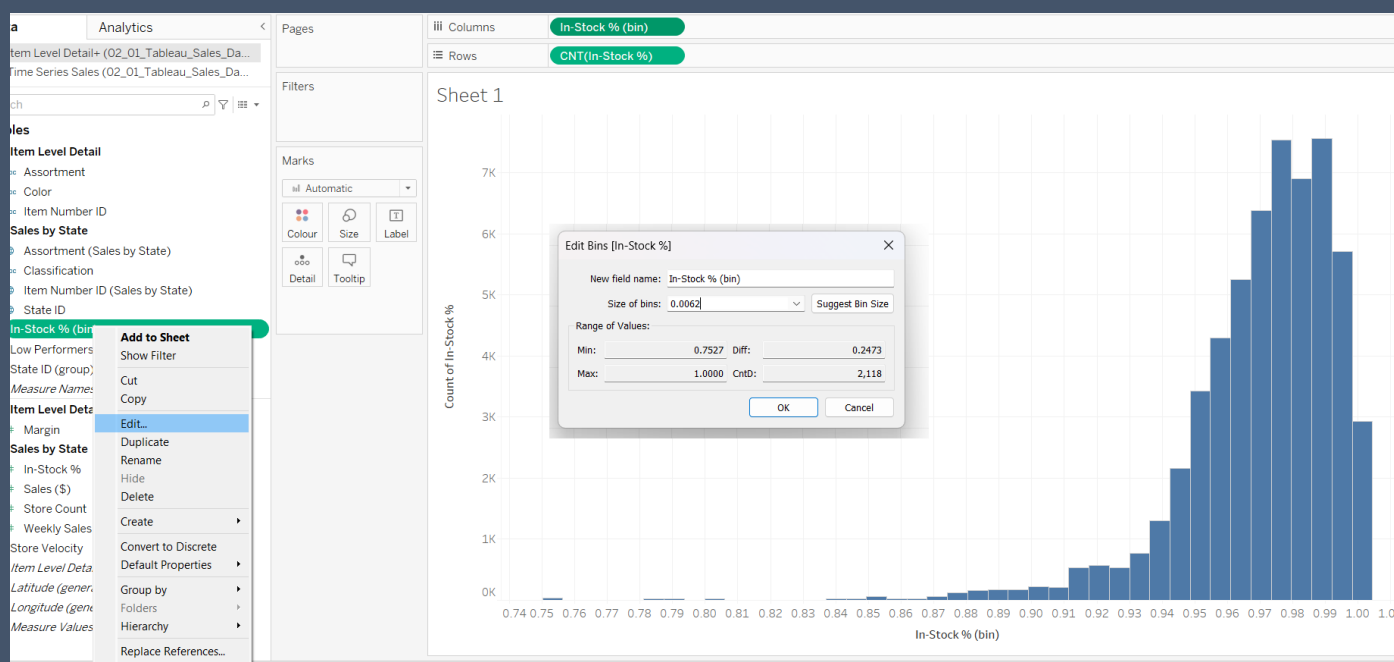 a Analytics
tem Level Detail+ (02_01_Tableau_Sales_Da...
Time Series Sales (02_01_Tableau_Sales_Da...
ch
les
Item Level Detail
Assortment
Color
Item Number ID
Sales by State
Assortment (Sales by State)
Classification
Item Number ID (Sales by State)
State ID
In-Stock % (bin
Low Performers
State ID (group)
Measure Names
Item Level Deta
Margin
Sales by State
In-Stock %
Sales ($)
Store Count
Weekly Sales
Store Velocity
Item Level Deta
Latitude (genera
Longitude (gene
Measure Values
Add to Sheet
Show Filter
Cut
Copy
Edit...
Duplicate
Rename
Hide
Delete
Create
Convert to Discrete
Default Properties
Group by
Folders
Hierarchy
Replace References...
Pages
Filters
Marks
Automatic
Colour Size Label
Detail Tooltip
Columns In-Stock % (bin)
Rows CNT(In-Stock %)
Sheet 1
Count of In-Stock %
7K
6K
5K
4K
3K
2K
1K
0K
Edit Bins [In-Stock %]
New field name: In-Stock % (bin)
Size of bins: 0.0062 Suggest Bin Size
Range of Values:
Min: 0.7527 Diff: 0.2473
Max: 1.0000 CntD: 2,118
OK Cancel
0.74 0.75 0.76 0.77 0.78 0.79 0.80 0.81 0.82 0.83 0.84 0.85 0.86 0.87 0.88 0.89 0.90 0.91 0.92 0.93 0.94 0.95 0.96 0.97 0.98 0.99 1.00 1.0
In-Stock % (bin)